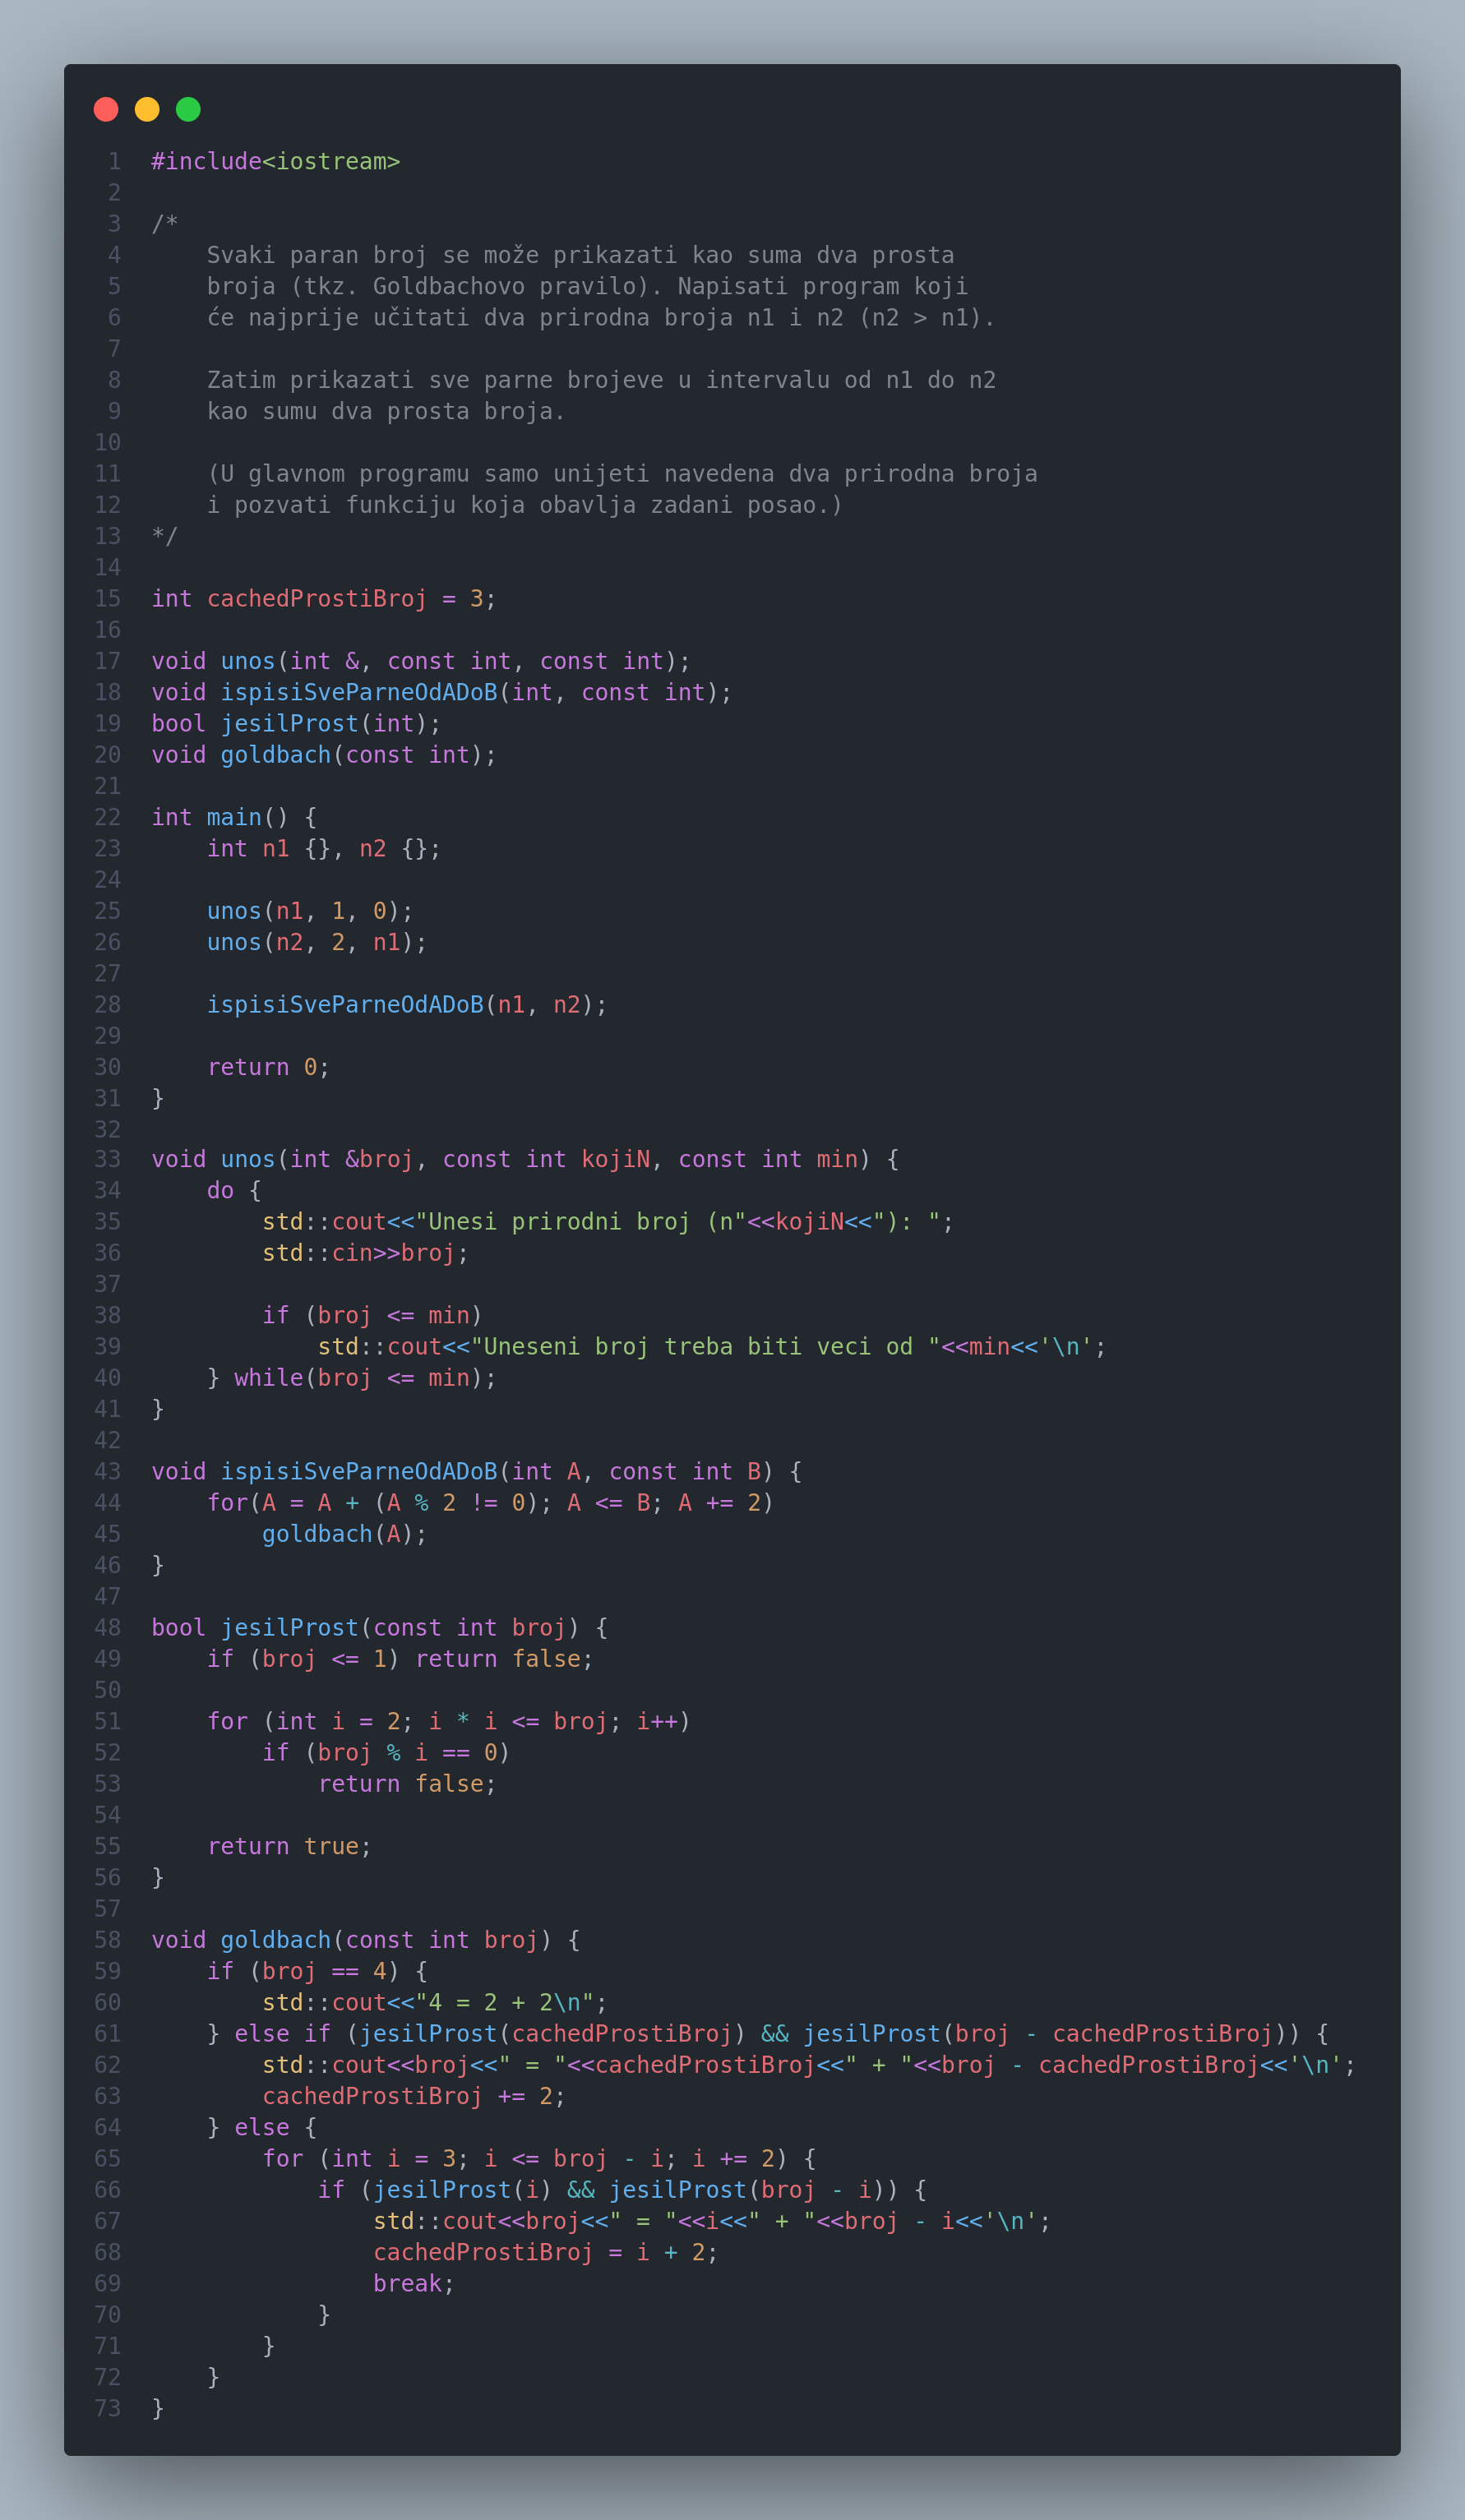 1 #include<iostream>
2
3 /*
4     Svaki paran broj se može prikazati kao suma dva prosta
5     broja (tkz. Goldbachovo pravilo). Napisati program koji
6     će najprije učitati dva prirodna broja n1 i n2 (n2 > n1).
7
8     Zatim prikazati sve parne brojeve u intervalu od n1 do n2
9     kao sumu dva prosta broja.
10
11     (U glavnom programu samo unijeti navedena dva prirodna broja
12     i pozvati funkciju koja obavlja zadani posao.)
13 */
14
15 int cachedProstiBroj = 3;
16
17 void unos(int &, const int, const int);
18 void ispisiSveParneOdADoB(int, const int);
19 bool jesilProst(int);
20 void goldbach(const int);
21
22 int main() {
23     int n1 {}, n2 {};
24
25     unos(n1, 1, 0);
26     unos(n2, 2, n1);
27
28     ispisiSveParneOdADoB(n1, n2);
29
30     return 0;
31 }
32
33 void unos(int &broj, const int kojiN, const int min) {
34     do {
35         std::cout<<"Unesi prirodni broj (n"<<kojiN<<"): ";
36         std::cin>>broj;
37
38         if (broj <= min)
39             std::cout<<"Uneseni broj treba biti veci od "<<min<<'\n';
40     } while(broj <= min);
41 }
42
43 void ispisiSveParneOdADoB(int A, const int B) {
44     for(A = A + (A % 2 != 0); A <= B; A += 2)
45         goldbach(A);
46 }
47
48 bool jesilProst(const int broj) {
49     if (broj <= 1) return false;
50
51     for (int i = 2; i * i <= broj; i++)
52         if (broj % i == 0)
53             return false;
54
55     return true;
56 }
57
58 void goldbach(const int broj) {
59     if (broj == 4) {
60         std::cout<<"4 = 2 + 2\n";
61     } else if (jesilProst(cachedProstiBroj) && jesilProst(broj - cachedProstiBroj)) {
62         std::cout<<broj<<" = "<<cachedProstiBroj<<" + "<<broj - cachedProstiBroj<<'\n';
63         cachedProstiBroj += 2;
64     } else {
65         for (int i = 3; i <= broj - i; i += 2) {
66             if (jesilProst(i) && jesilProst(broj - i)) {
67                 std::cout<<broj<<" = "<<i<<" + "<<broj - i<<'\n';
68                 cachedProstiBroj = i + 2;
69                 break;
70             }
71         }
72     }
73 }